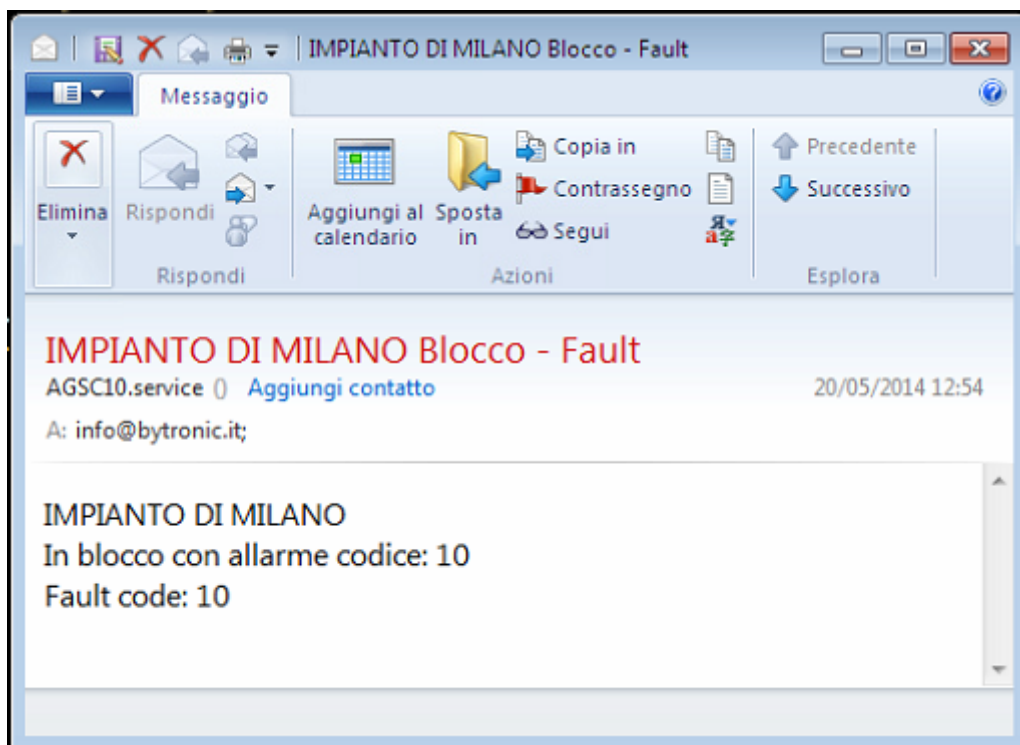 IMPIANTO DI MILANO Blocco - Fault
Messaggio
Elimina
Rispondi
Aggiungi al calendario
Sposta in
Copia in
Contrassegno
Segui
Precedente
Successivo
Rispondi
Azioni
Esplora
IMPIANTO DI MILANO Blocco - Fault
AGSC10.service () Aggiungi contatto 20/05/2014 12:54
A: info@bytronic.it;
IMPIANTO DI MILANO
In blocco con allarme codice: 10
Fault code: 10